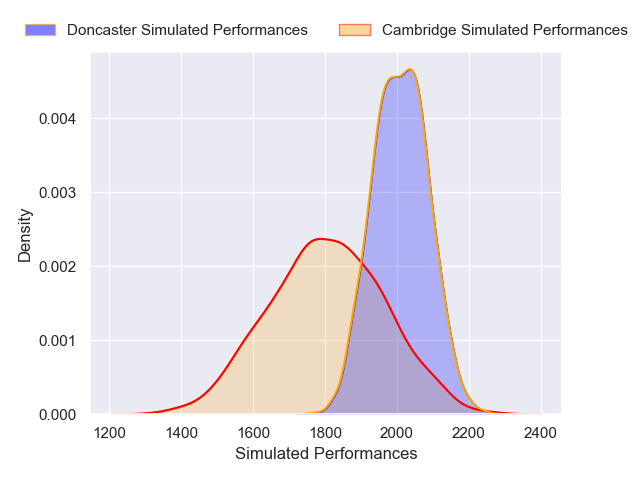 Doncaster Simulated Performances
Cambridge Simulated Performances
0.004
0.003
0.002
0.001
0.000
Density
1200 1400 1600 1800 2000 2200 2400
Simulated Performances